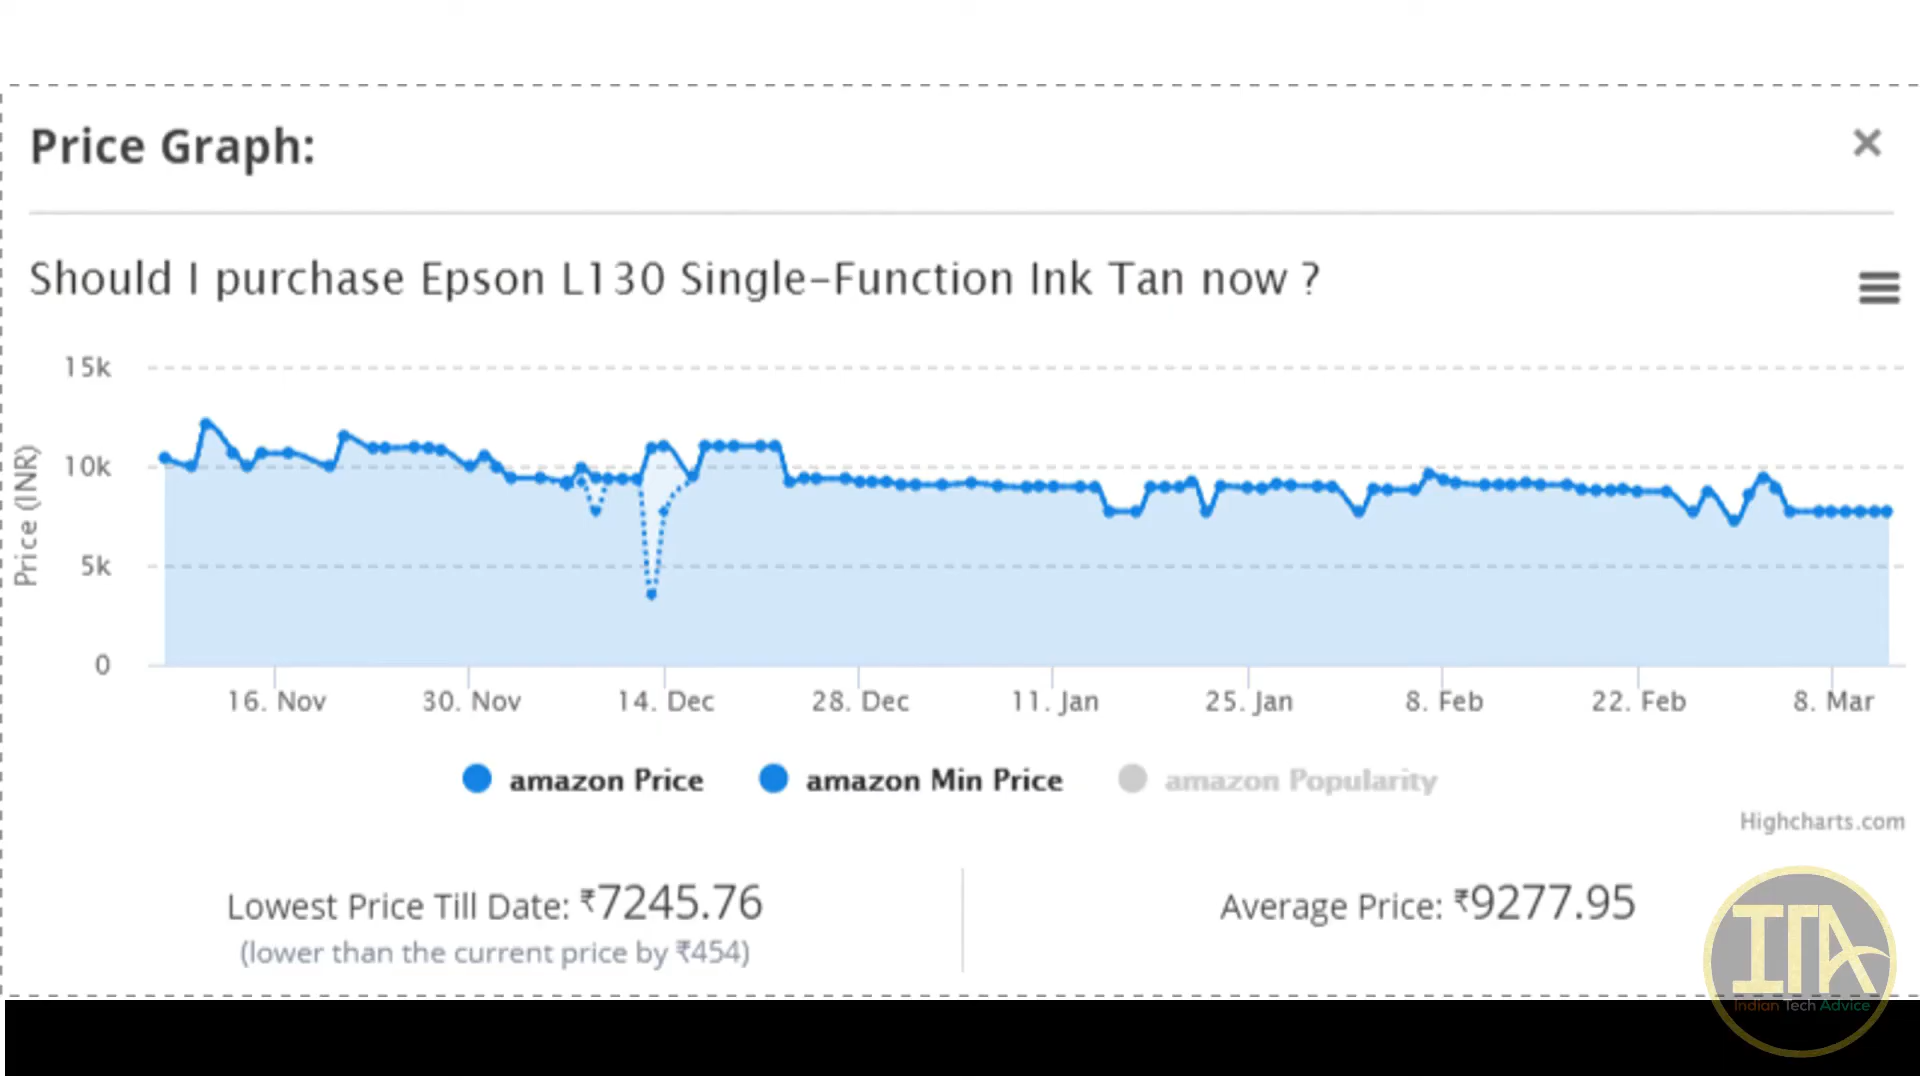 Price Graph:
Should I purchase Epson L130 Single-Function Ink Tan now ?
15k
10k
5k
0
Price (INR)
16. Nov
30. Nov
14. Dec
28. Dec
11. Jan
25. Jan
8. Feb
22. Feb
8. Mar
amazon Price
amazon Min Price
amazon Popularity
Highcharts.com
Lowest Price Till Date: ₹7245.76
(lower than the current price by ₹454)
Average Price: ₹9277.95
ITA
Indian Tech Advice